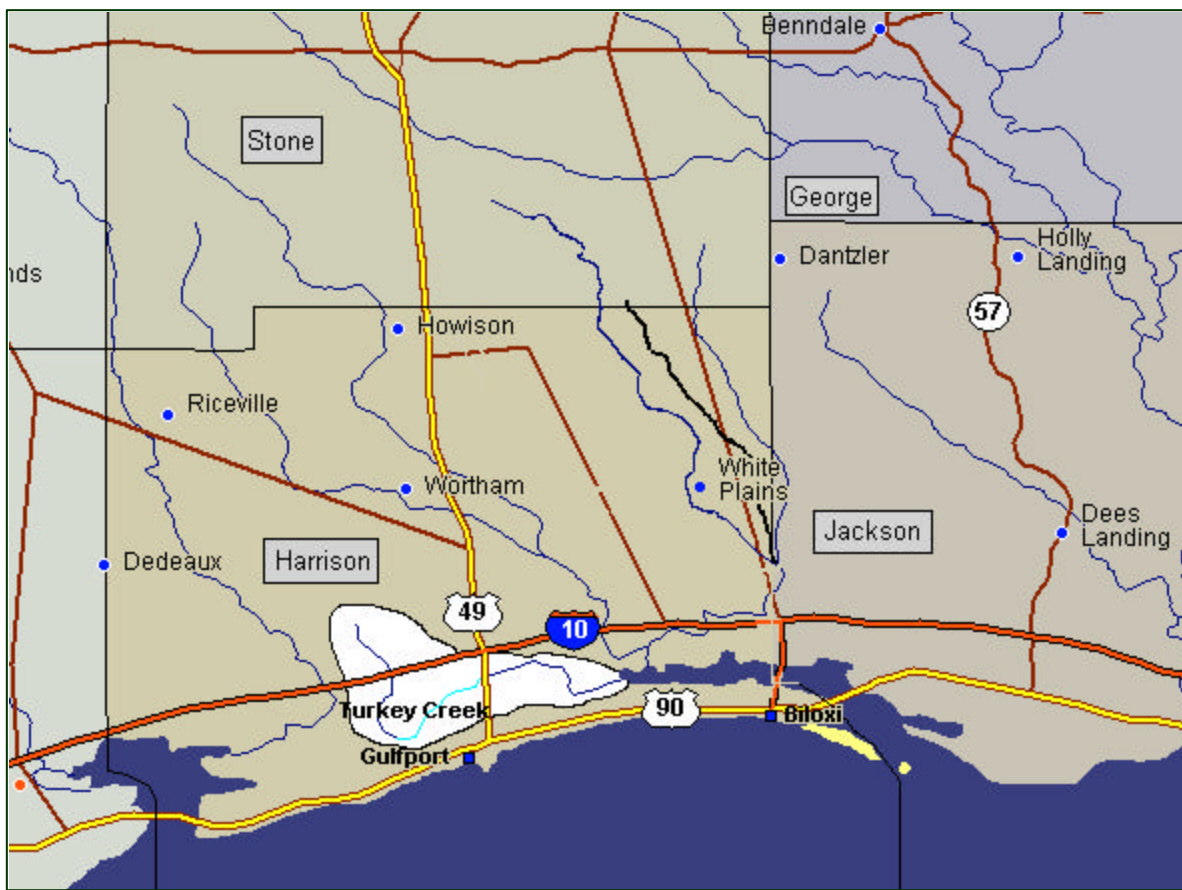 Benndale
Stone
George
Holly
Landing
Dantzler
nds
57
Howison
Riceville
White
Plains
Wortham
Dees
Landing
Jackson
Dedeaux
Harrison
49
10
90
Turkey Creek
Biloxi
Gulfport